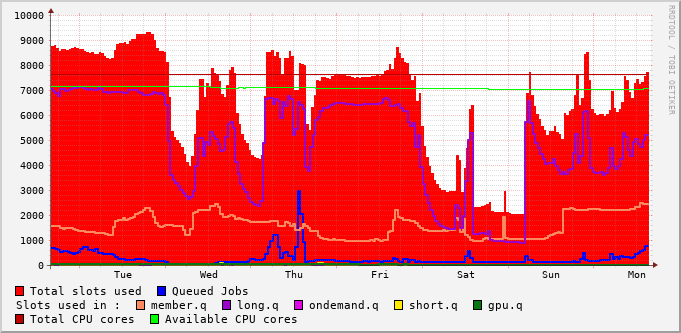 RRDTOOL / TOBI OETIKER
10000
9000
8000
7000
6000
5000
4000
3000
2000
1000
0
Tue Wed Thu Fri Sat Sun Mon
Total slots used Queued Jobs
Slots used in : member.q long.q ondemand.q short.q gpu.q
Total CPU cores Available CPU cores